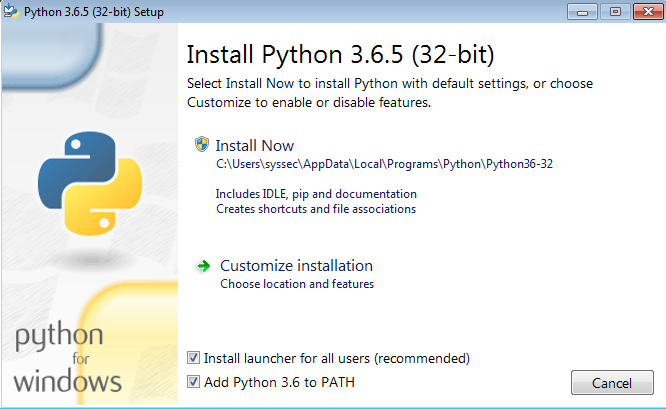 Python 3.6.5 (32-bit) Setup
Install Python 3.6.5 (32-bit)
Select Install Now to install Python with default settings, or choose
Customize to enable or disable features.
Install Now
C:\Users\syssec\AppData\Local\Programs\Python\Python36-32
Includes IDLE, pip and documentation
Creates shortcuts and file associations
Customize installation
Choose location and features
python
for
windows
Install launcher for all users (recommended)
Add Python 3.6 to PATH
Cancel